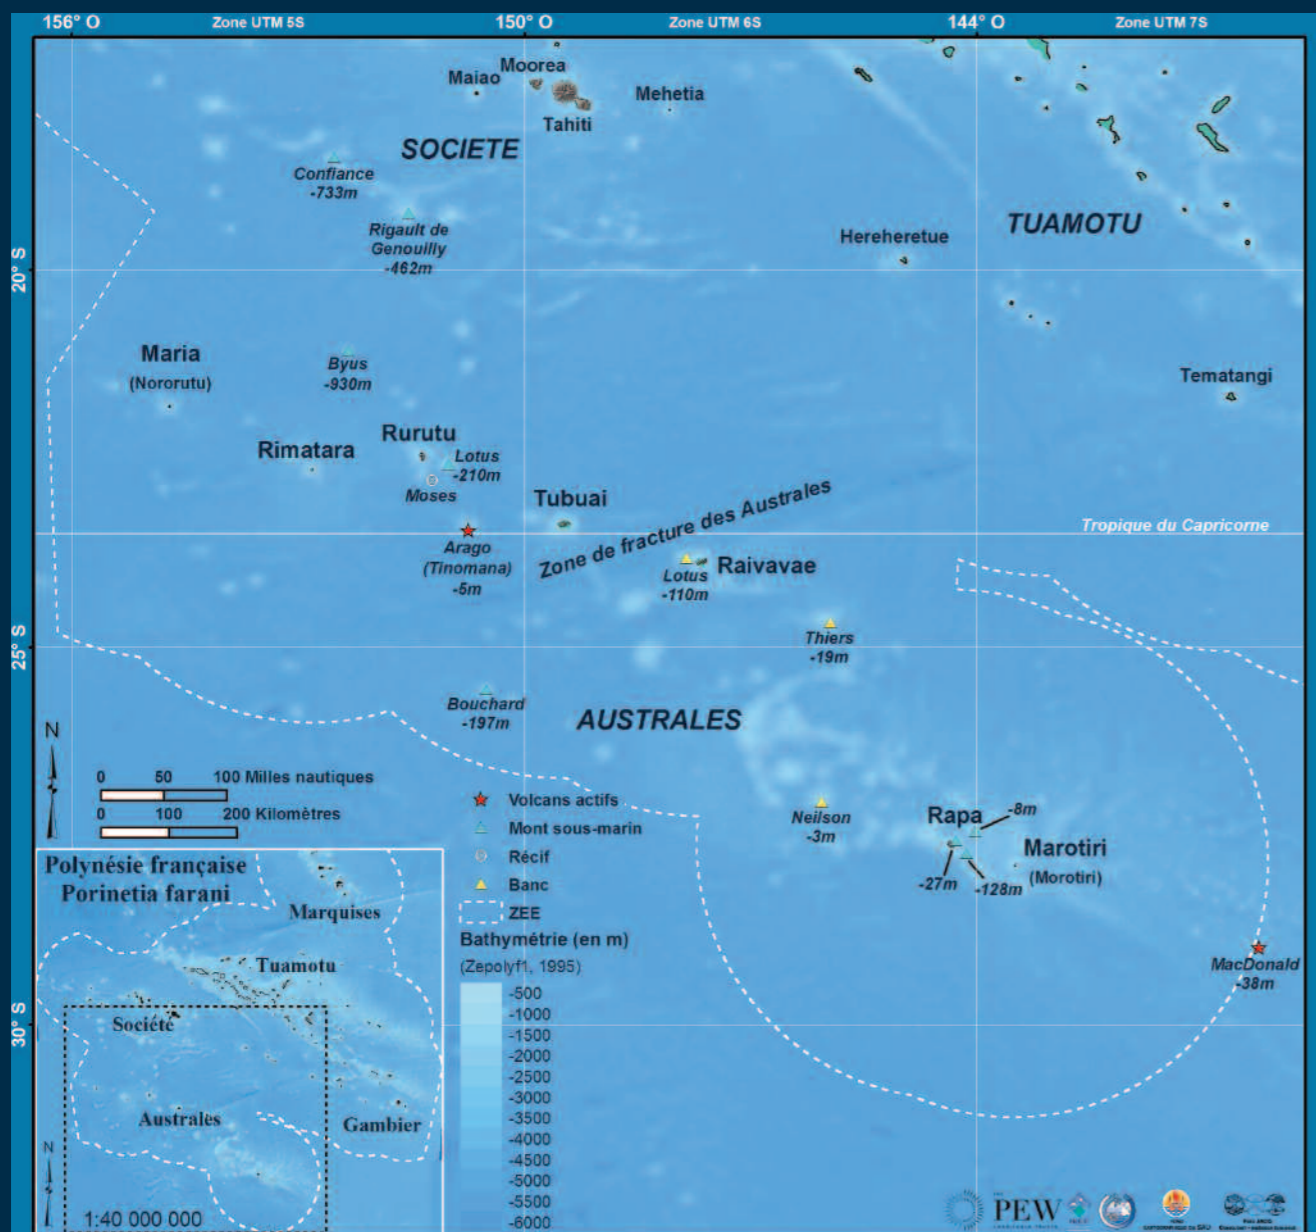 156° O
Zone UTM 5S
150° O
Zone UTM 6S
144° O
Zone UTM 7S
Moorea
Maiao
Mehetia
Tahiti
SOCIETE
Confiance
-733m
Rigault de
Genouilly
-462m
TUAMOTU
Hereheretue
20° S
Maria
(Nororutu)
Byus
-930m
Tematangi
Rurutu
Rimatara
Lotus
-210m
Moses
Tubuai
Zone de fracture des Australes
Tropique du Capricorne
Arago
(Tinomana)
-5m
Raivavae
Lotus
-110m
Thiers
-19m
25° S
Bouchard
-197m
AUSTRALES
N
0 50 100 Milles nautiques
0 100 200 Kilomètres
Volcans actifs
Mont sous-marin
Récif
Banc
ZEE
Neilson
-3m
Rapa
-8m
Marotiri
(Morotiri)
-27m
-128m
MacDonald
-38m
30° S
Bathymétrie (en m)
(Zepolyf1, 1995)
-500
-1000
-1500
-2000
-2500
-3000
-3500
-4000
-4500
-5000
-5500
-6000
Polynésie française
Porinetia farani
Marquises
Tuamotu
Société
Australes
Gambier
N
1:40 000 000
PEW